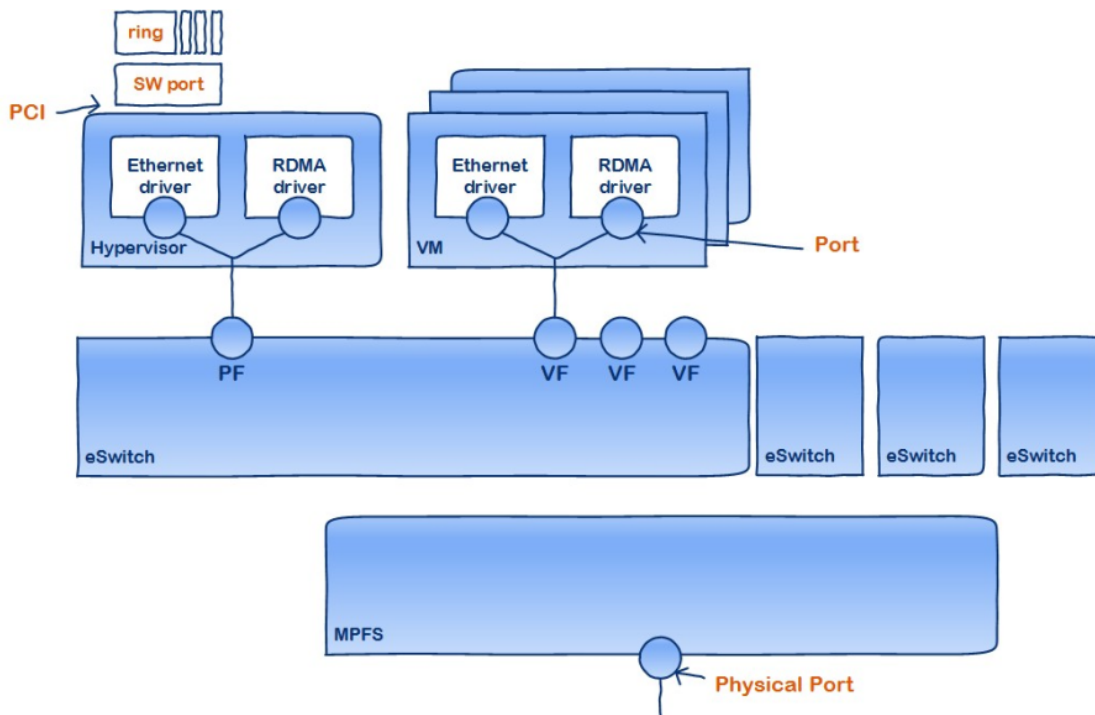 ring
SW port
PCI
Ethernet
driver
RDMA
driver
Hypervisor
Ethernet
driver
RDMA
driver
VM
Port
PF
VF
VF
VF
eSwitch
eSwitch
eSwitch
eSwitch
MPFS
Physical Port